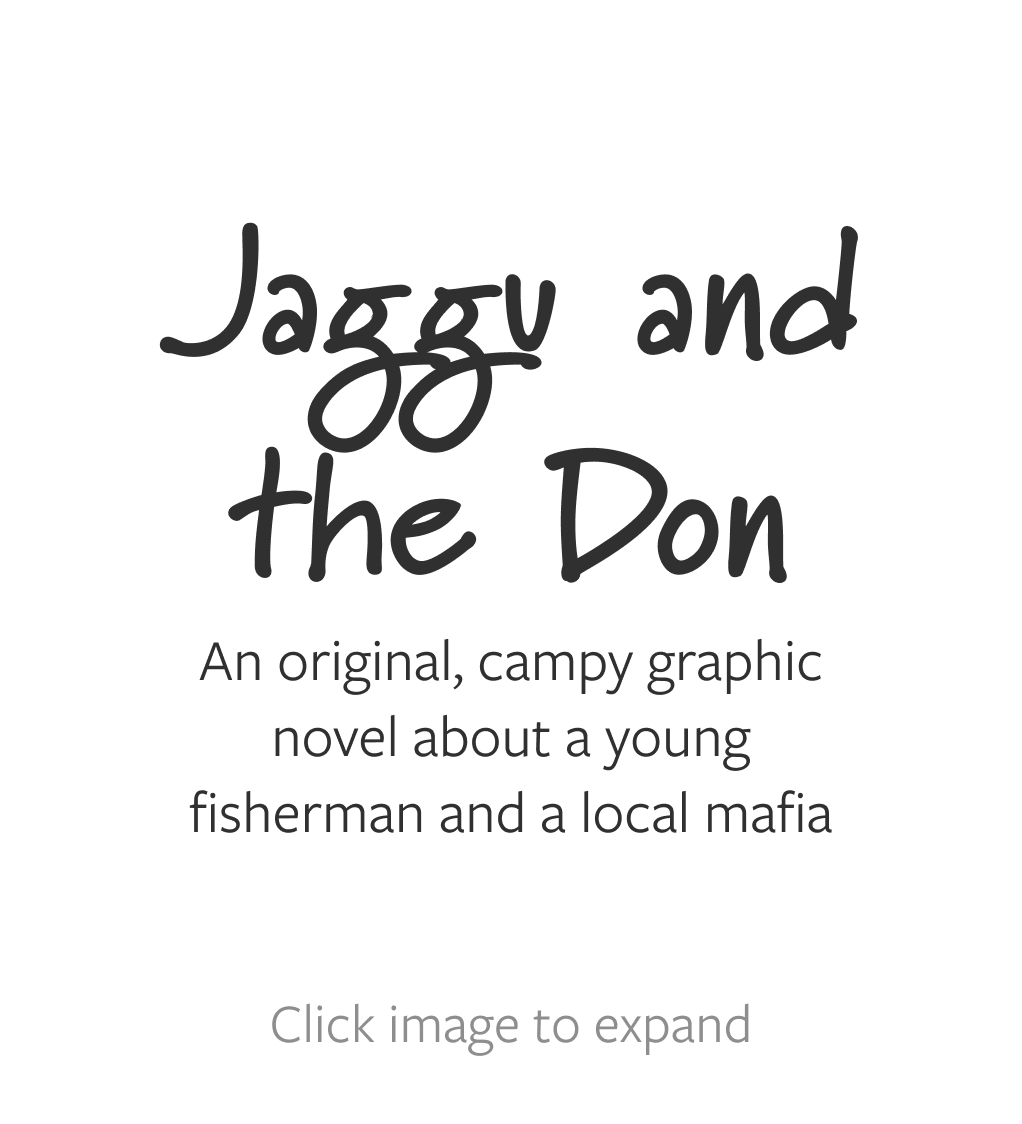 Jaggu and
the Don
An original, campy graphic
novel about a young
fisherman and a local mafia
Click image to expand